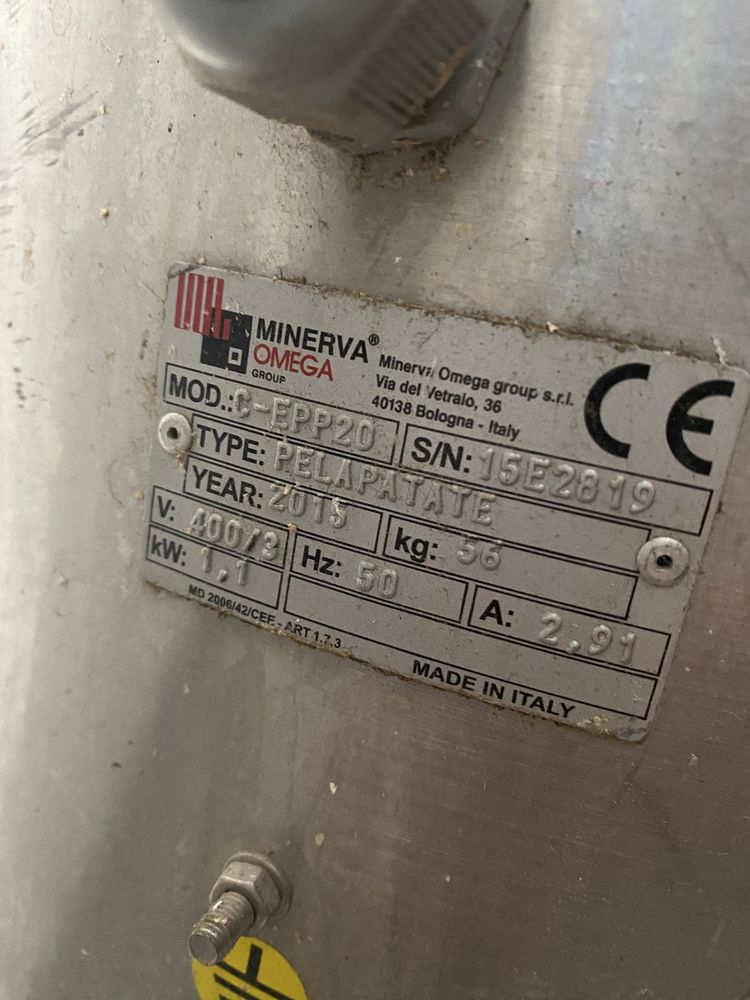 MINERVA®
OMEGA
GROUP
Minerva Omega group s.r.l.
Via del Vetraio, 36
40138 Bologna - Italy
CE
MOD.: C-EPP20
S/N: 15E2819
TYPE: PELAPATATE
YEAR: 2015
kg: 56
V: 400/3
Hz: 50
A: 2,91
kW: 1,1
MD 2006/42/CEE - ART 1.7.3
MADE IN ITALY